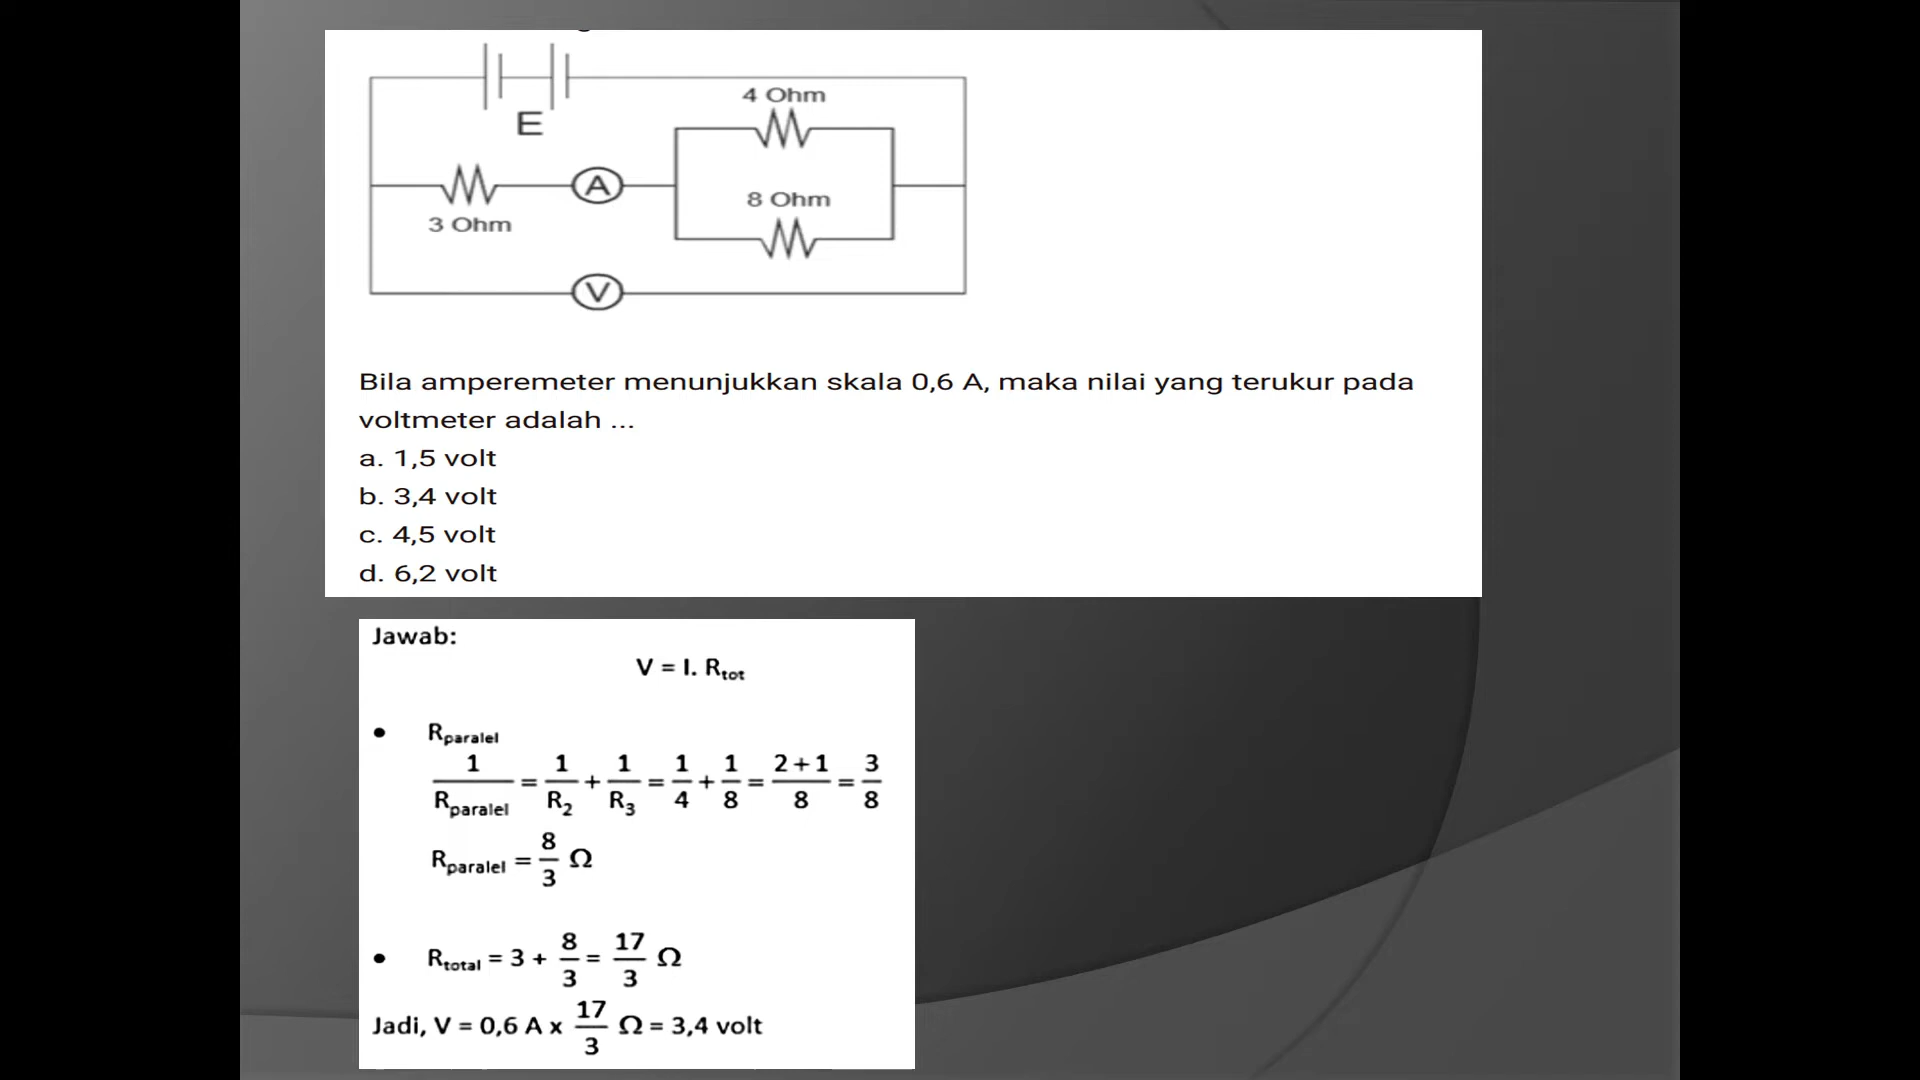 4 Ohm
E
A
8 Ohm
3 Ohm
V
Bila amperemeter menunjukkan skala 0,6 A, maka nilai yang terukur pada
voltmeter adalah ...
a. 1,5 volt
b. 3,4 volt
c. 4,5 volt
d. 6,2 volt
Jawab:
V = I. Rtot
• Rparalel
1/Rparalel = 1/R2 + 1/R3 = 1/4 + 1/8 = 2+1/8 = 3/8
Rparalel = 8/3 Ω
• Rtotal = 3 + 8/3 = 17/3 Ω
Jadi, V = 0,6 A x 17/3 Ω = 3,4 volt